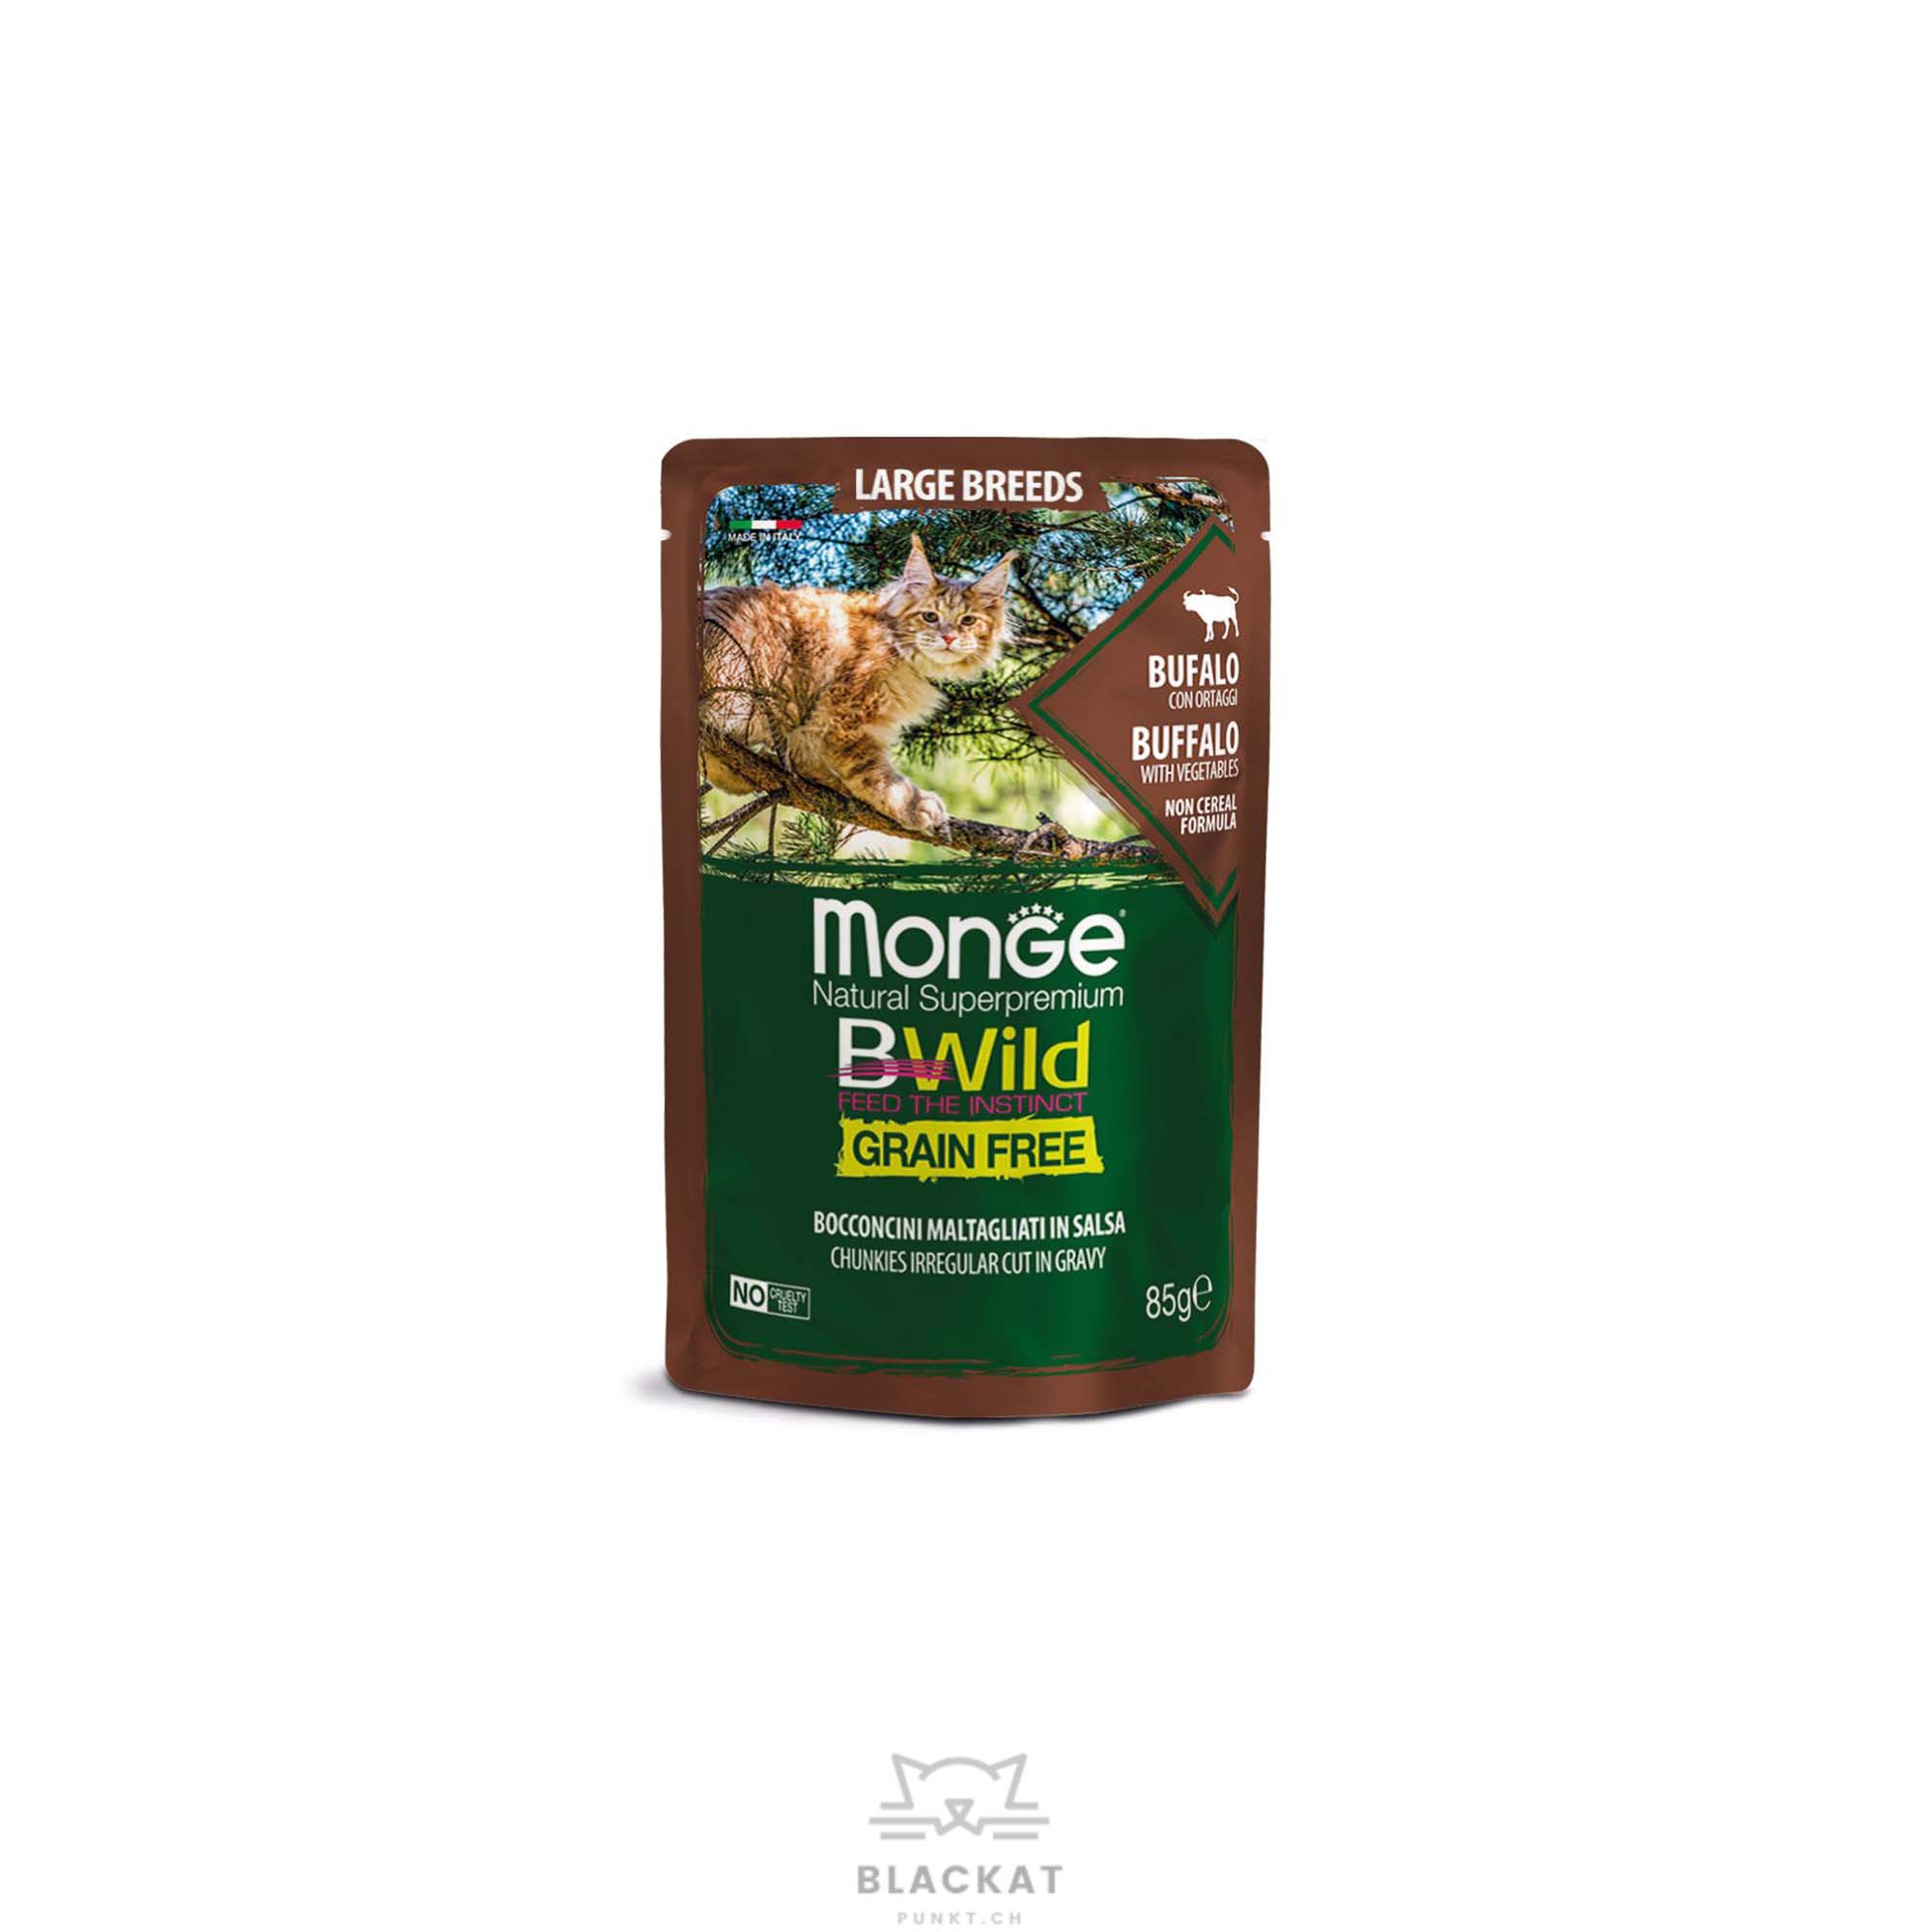 LARGE BREEDS
MADE IN ITALY
BUFALO
CON ORTAGGI
BUFFALO
WITH VEGETABLES
NON CEREAL
FORMULA
MonGe®
Natural Superpremium
BWild
FEED THE INSTINCT
GRAIN FREE
BOCCONCINI MALTAGLIATI IN SALSA
CHUNKIES IRREGULAR CUT IN GRAVY
NO CRUELTY
TEST
85g℮
BLACKAT
PUNKT.CH